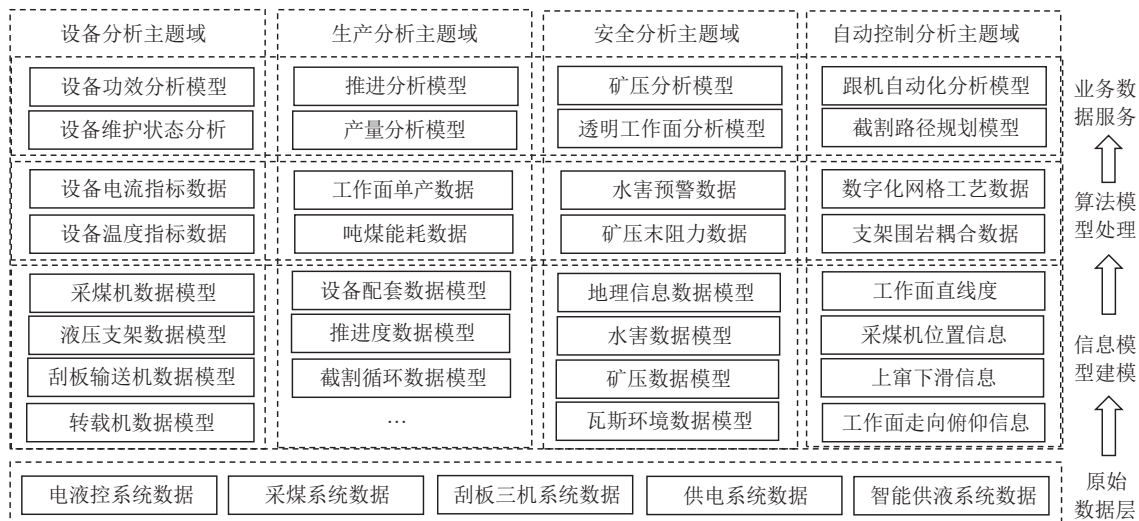 设备分析主题域
生产分析主题域
安全分析主题域
自动控制分析主题域
设备功效分析模型
推进分析模型
矿压分析模型
跟机自动化分析模型
设备维护状态分析
产量分析模型
透明工作面分析模型
截割路径规划模型
业务数
据服务
设备电流指标数据
工作面单产数据
水害预警数据
数字化网格工艺数据
设备温度指标数据
吨煤能耗数据
矿压末阻力数据
支架围岩耦合数据
算法模
型处理
采煤机数据模型
设备配套数据模型
地理信息数据模型
工作面直线度
液压支架数据模型
推进度数据模型
水害数据模型
采煤机位置信息
刮板输送机数据模型
截割循环数据模型
矿压数据模型
上窜下滑信息
转载机数据模型
…
瓦斯环境数据模型
工作面走向俯仰信息
信息模
型建模
电液控系统数据
采煤系统数据
刮板三机系统数据
供电系统数据
智能供液系统数据
原始
数据层